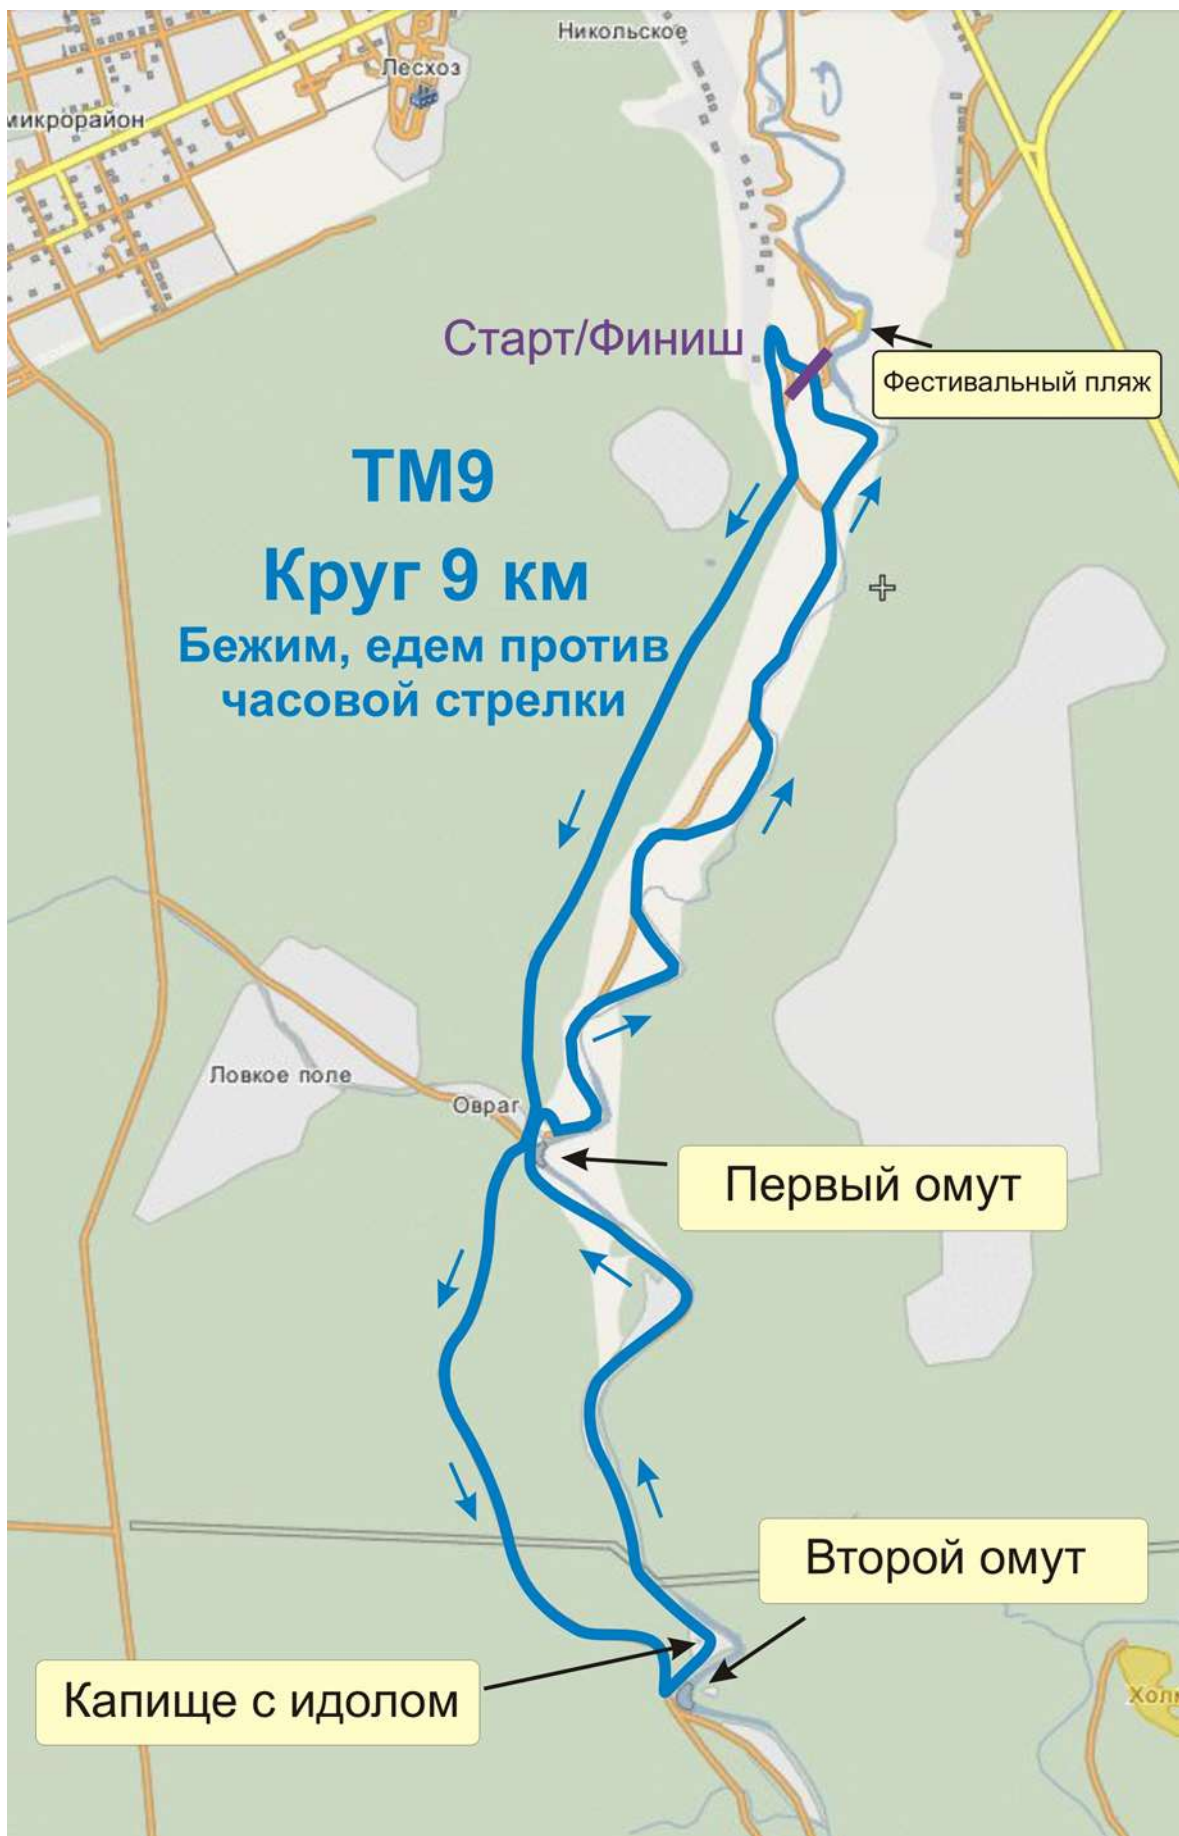 Никольское
Лесхоз
микрорайон
Старт/Финиш
Фестивальный пляж
ТМ9
Круг 9 км
Бежим, едем против
часовой стрелки
Ловкое поле
Овраг
Первый омут
Второй омут
Капище с идолом